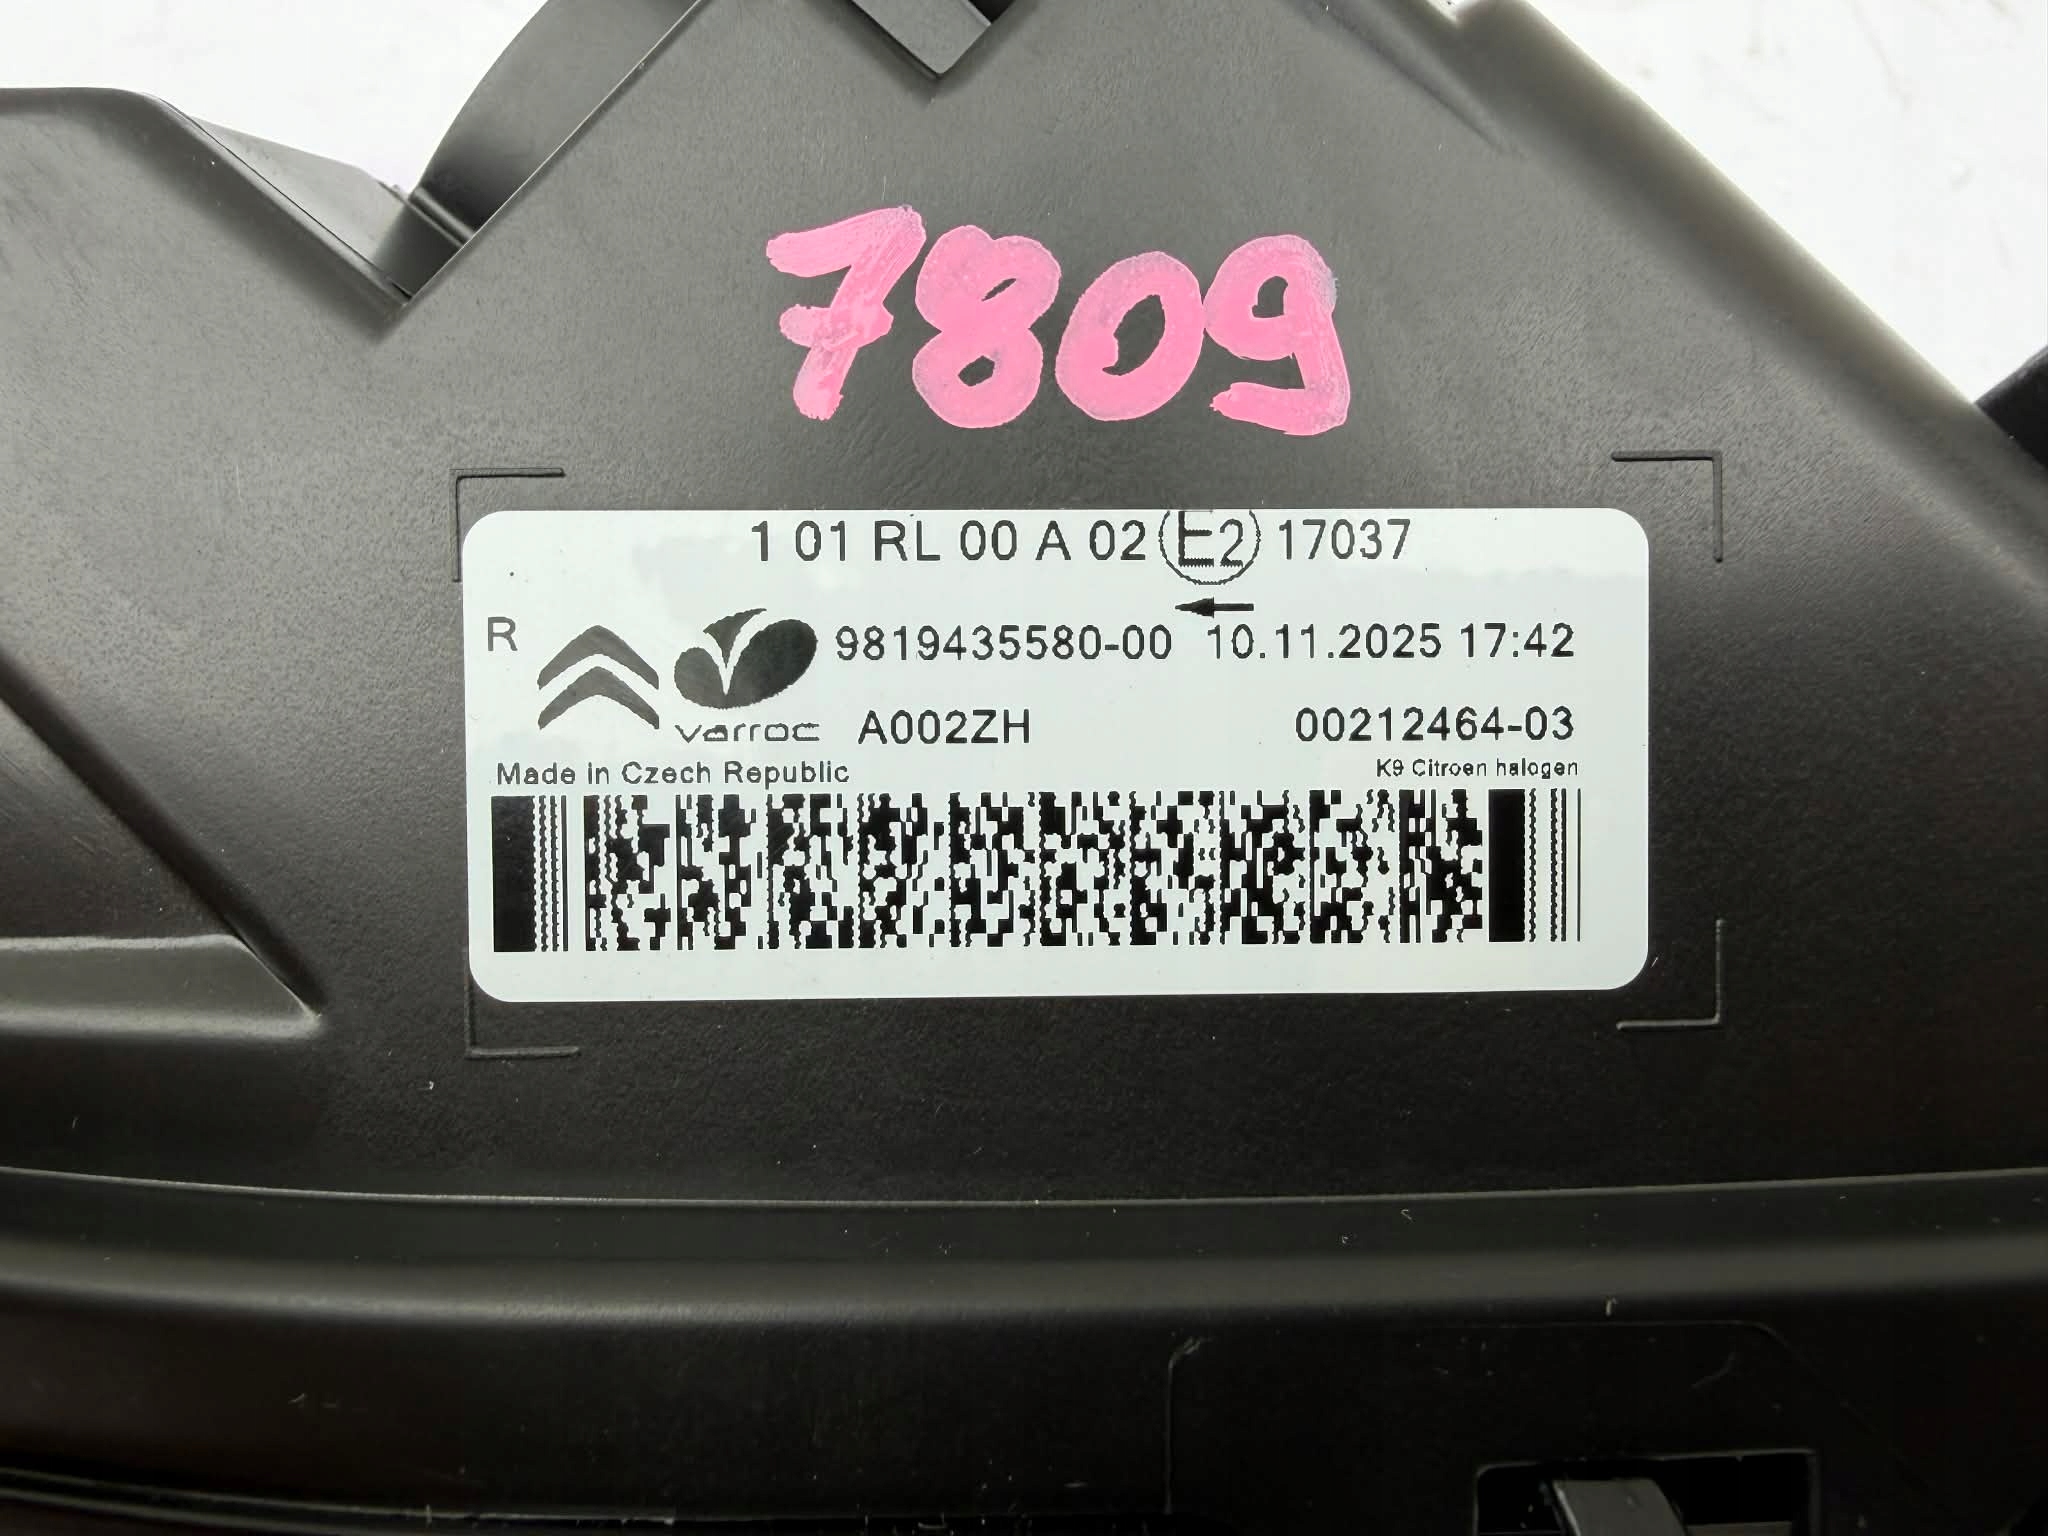 7809
1 01 RL 00 A 02 E2 17037
R 9819435580-00 10.11.2025 17:42
varroc A002ZH 00212464-03
Made in Czech Republic K9 Citroen halogen